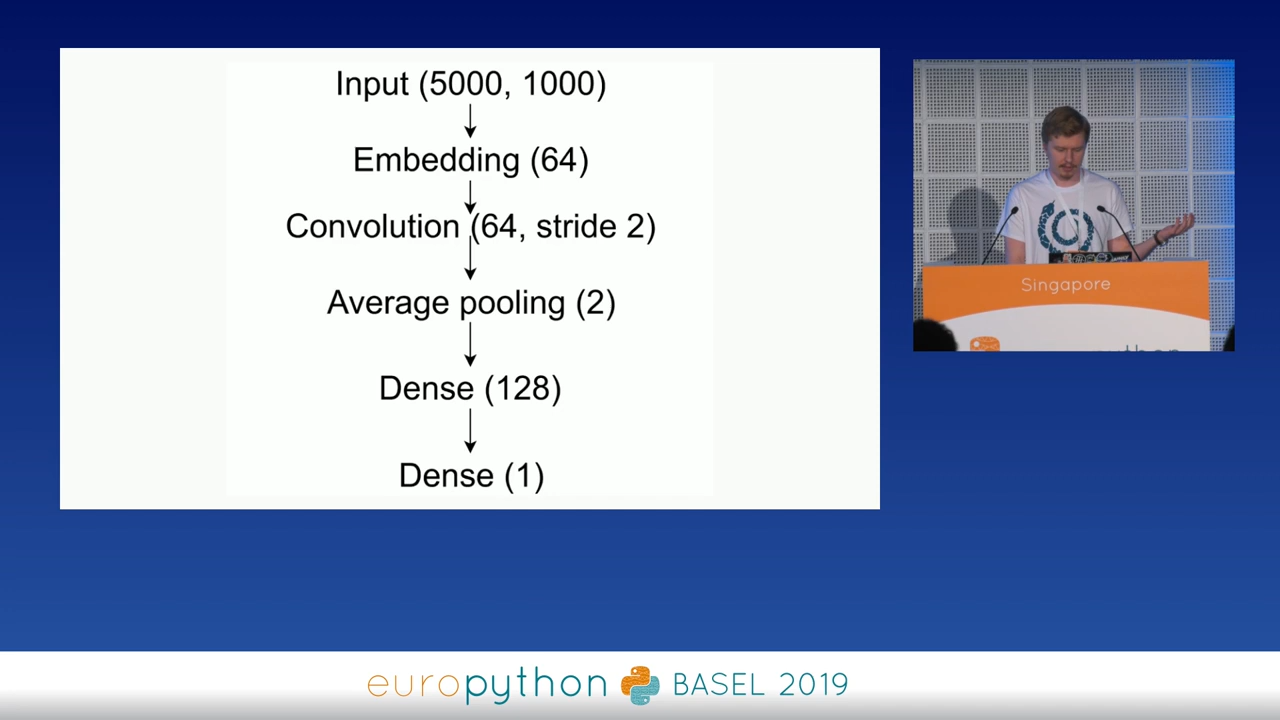 Input (5000, 1000)
Embedding (64)
Convolution (64, stride 2)
Average pooling (2)
Dense (128)
Dense (1)
Singapore
europython BASEL 2019